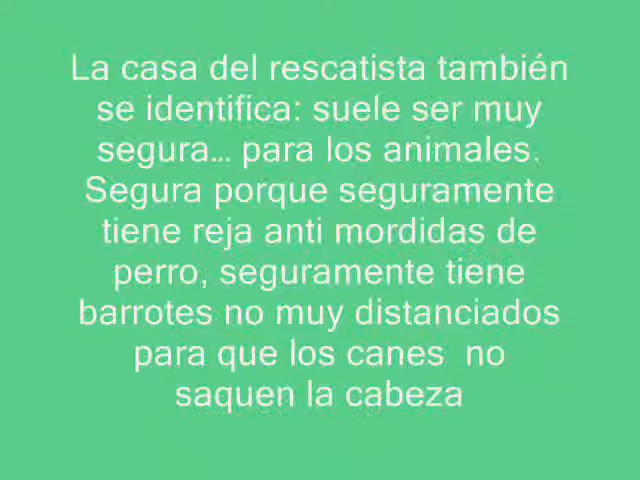 La casa del rescatista también
se identifica: suele ser muy
segura... para los animales.
Segura porque seguramente
tiene reja anti mordidas de
perro, seguramente tiene
barrotes no muy distanciados
para que los canes  no
saquen la cabeza